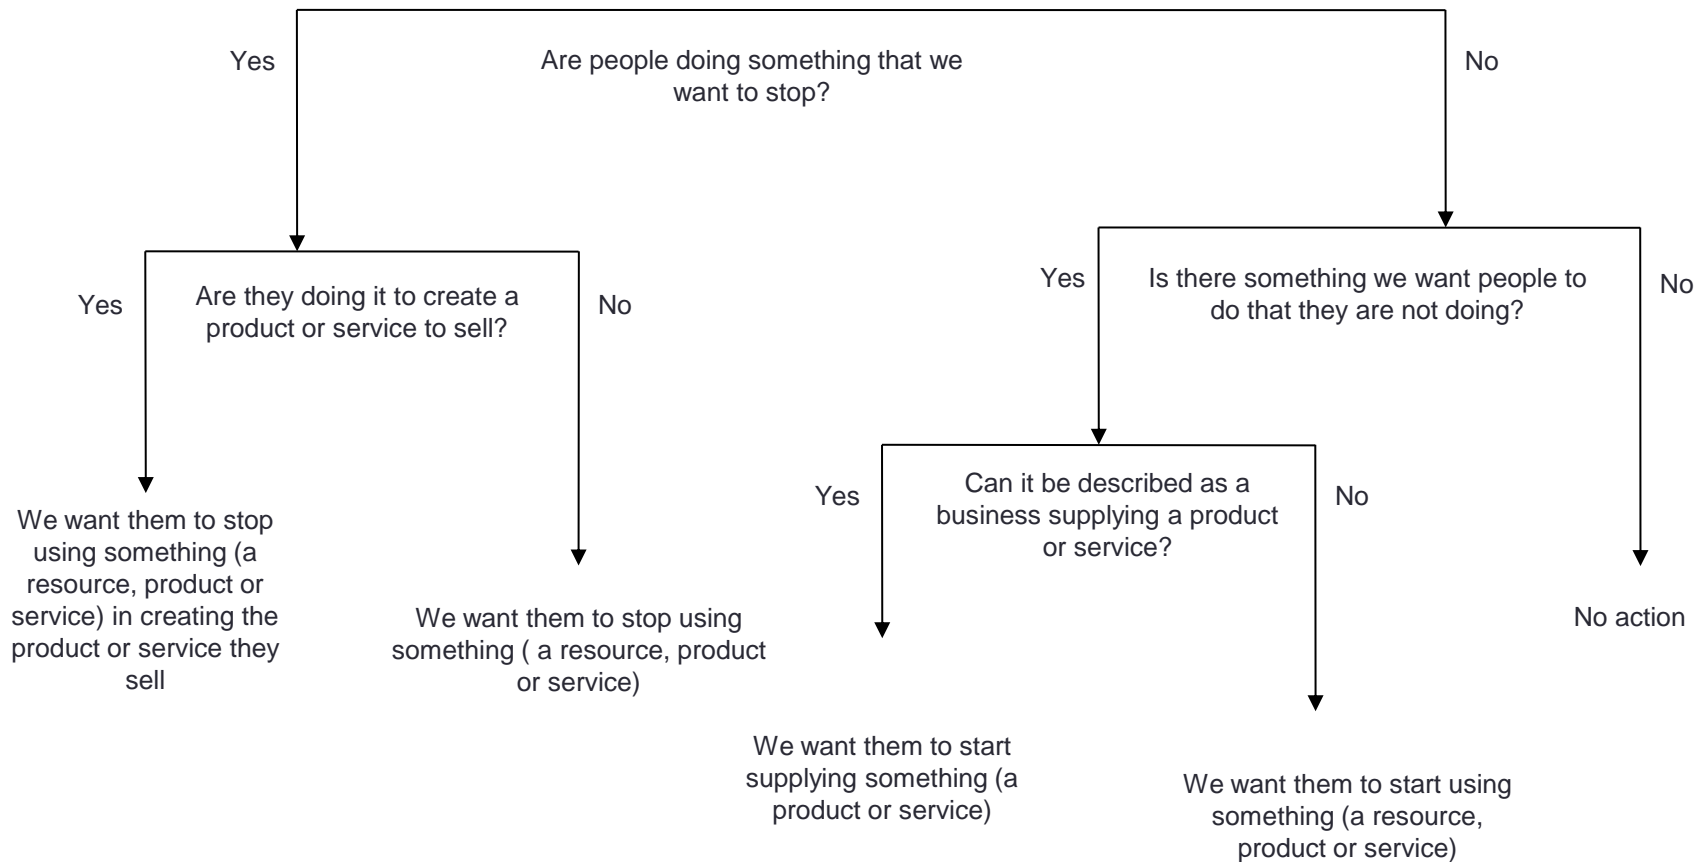 Yes
Are people doing something that we
want to stop?
No
Yes
Are they doing it to create a
product or service to sell?
No
Yes
Is there something we want people to
do that they are not doing?
No
Yes
Can it be described as a
business supplying a product
or service?
No
We want them to stop
using something (a
resource, product or
service) in creating the
product or service they
sell
We want them to stop using
something ( a resource, product
or service)
We want them to start
supplying something (a
product or service)
We want them to start using
something (a resource,
product or service)
No action